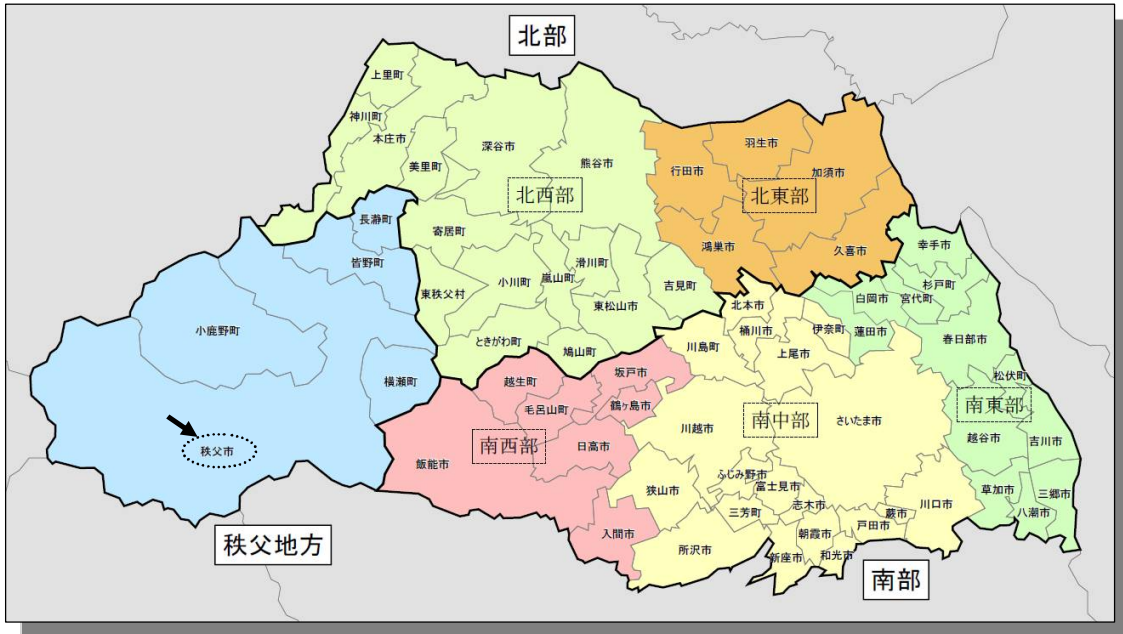 北部
上里町
神川町
本庄市
美里町
深谷市
熊谷市
北西部
寄居町
小川町
嵐山町
滑川町
東秩父村
東松山市
吉見町
ときがわ町
鳩山町
行田市
羽生市
加須市
北東部
鴻巣市
久喜市
長瀞町
皆野町
小鹿野町
横瀬町
秩父市
秩父地方
越生町
坂戸市
毛呂山町
鶴ヶ島市
南西部
日高市
飯能市
入間市
北本市
桶川市
伊奈町
川島町
上尾市
川越市
南中部
さいたま市
ふじみ野市
富士見市
狭山市
三芳町
志木市
所沢市
新座市
朝霞市
和光市
戸田市
蕨市
川口市
幸手市
杉戸町
白岡市
宮代町
蓮田市
春日部市
松伏町
南東部
越谷市
吉川市
草加市
三郷市
八潮市
南部